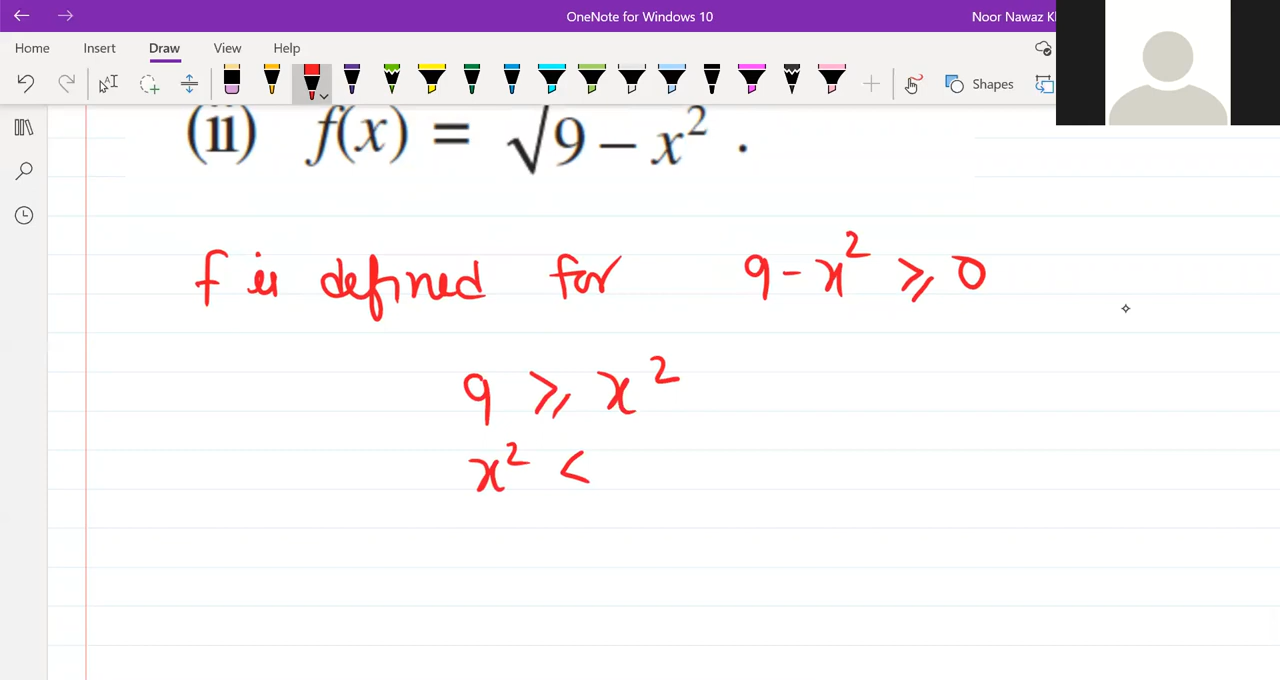 OneNote for Windows 10
Noor Nawaz Kh
Home Insert Draw View Help
Shapes
(ii) f(x) = √9 – x² .
f is defined for 9 - x² ⩾ 0
9 ⩾ x²
x² <